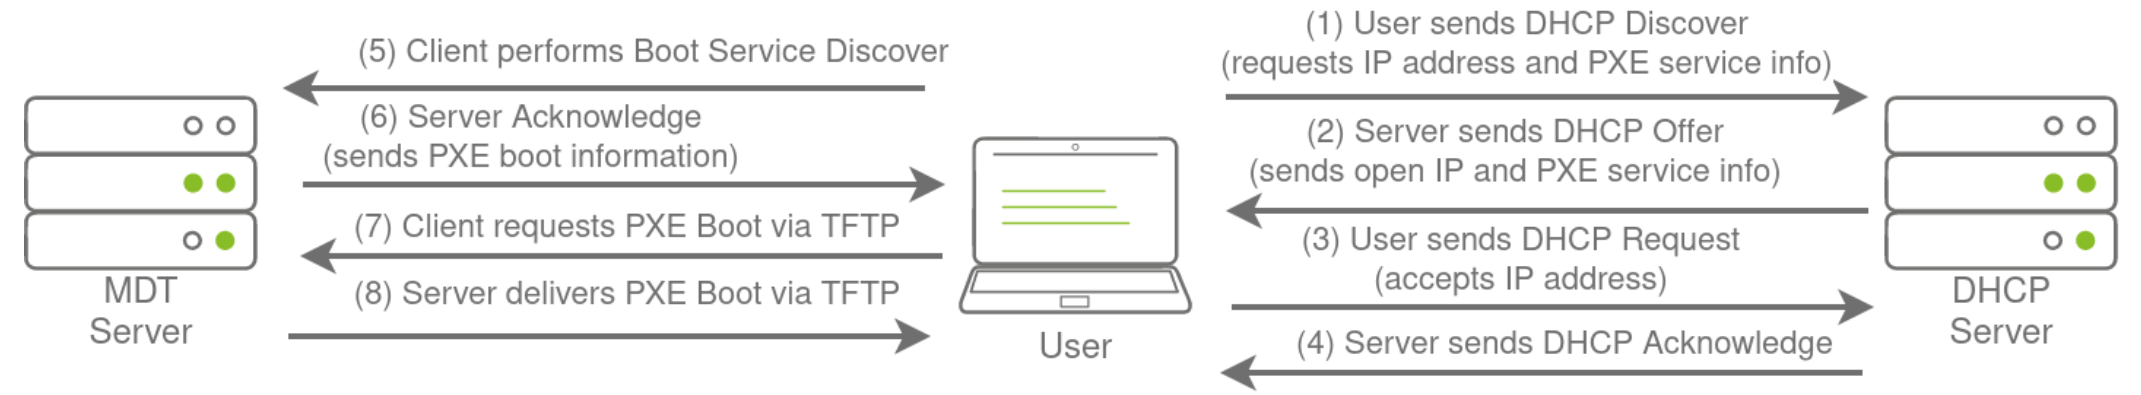 (5) Client performs Boot Service Discover
(6) Server Acknowledge
(sends PXE boot information)
(7) Client requests PXE Boot via TFTP
(8) Server delivers PXE Boot via TFTP
MDT
Server
User
(1) User sends DHCP Discover
(requests IP address and PXE service info)
(2) Server sends DHCP Offer
(sends open IP and PXE service info)
(3) User sends DHCP Request
(accepts IP address)
(4) Server sends DHCP Acknowledge
DHCP
Server